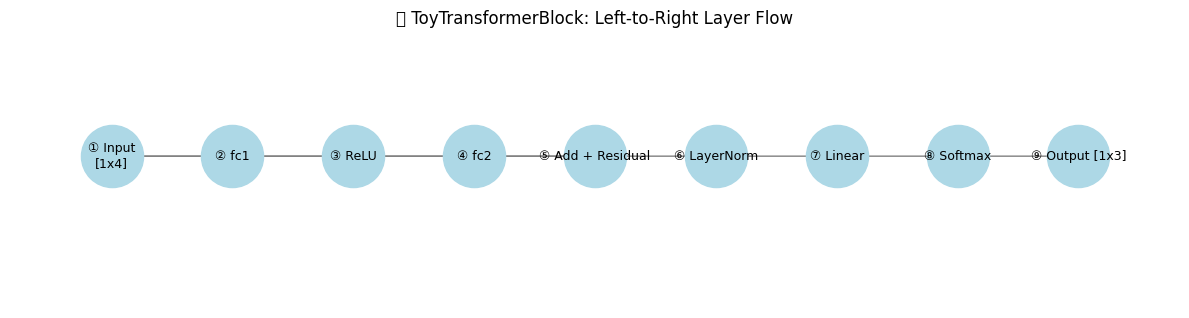 ToyTransformerBlock: Left-to-Right Layer Flow
① Input
[1x4]
② fc1
③ ReLU
④ fc2
⑤ Add + Residual
⑥ LayerNorm
⑦ Linear
⑧ Softmax
⑨ Output [1x3]